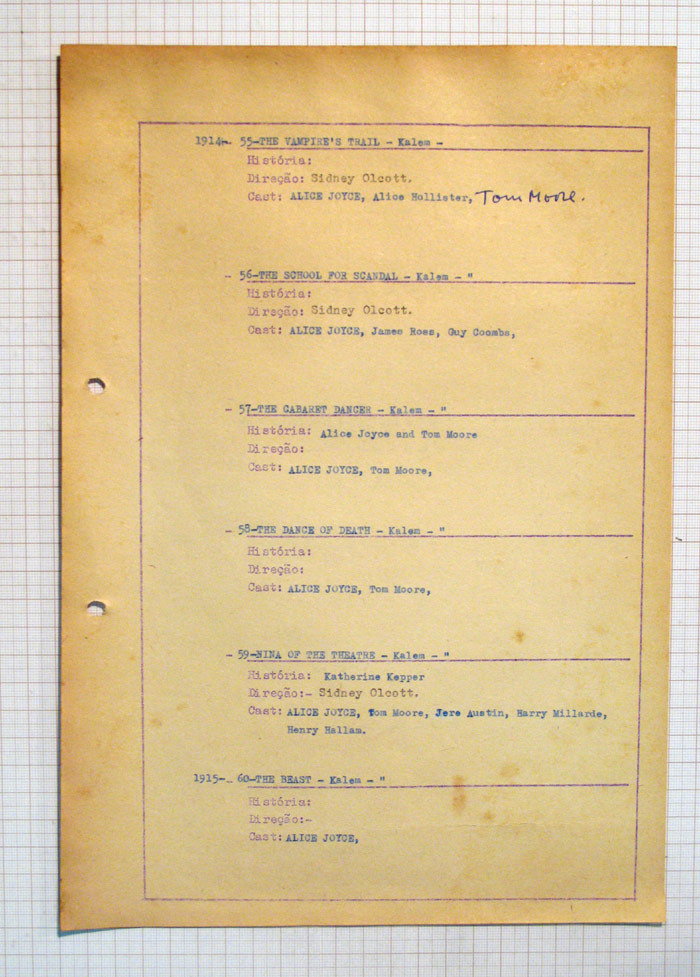 1914-- 55-THE VAMPIRE'S TRAIL - Kalem -
História:
Direção: Sidney Olcott.
Cast: ALICE JOYCE, Alice Hollister, Tom Moore.
- 56-THE SCHOOL FOR SCANDAL - Kalem - "
História:
Direção: Sidney Olcott.
Cast: ALICE JOYCE, James Ross, Guy Coombs,
- 57-THE CABARET DANCER - Kalem - "
História: Alice Joyce and Tom Moore
Direção:
Cast: ALICE JOYCE, Tom Moore,
- 58-THE DANCE OF DEATH - Kalem - "
História:
Direção:
Cast: ALICE JOYCE, Tom Moore,
- 59-NINA OF THE THEATRE - Kalem - "
História: Katherine Kepper
Direção:- Sidney Olcott.
Cast: ALICE JOYCE, Tom Moore, Jere Austin, Harry Millarde,
Henry Hallam.
1915-- 60-THE BEAST - Kalem - "
História:
Direção:-
Cast: ALICE JOYCE,